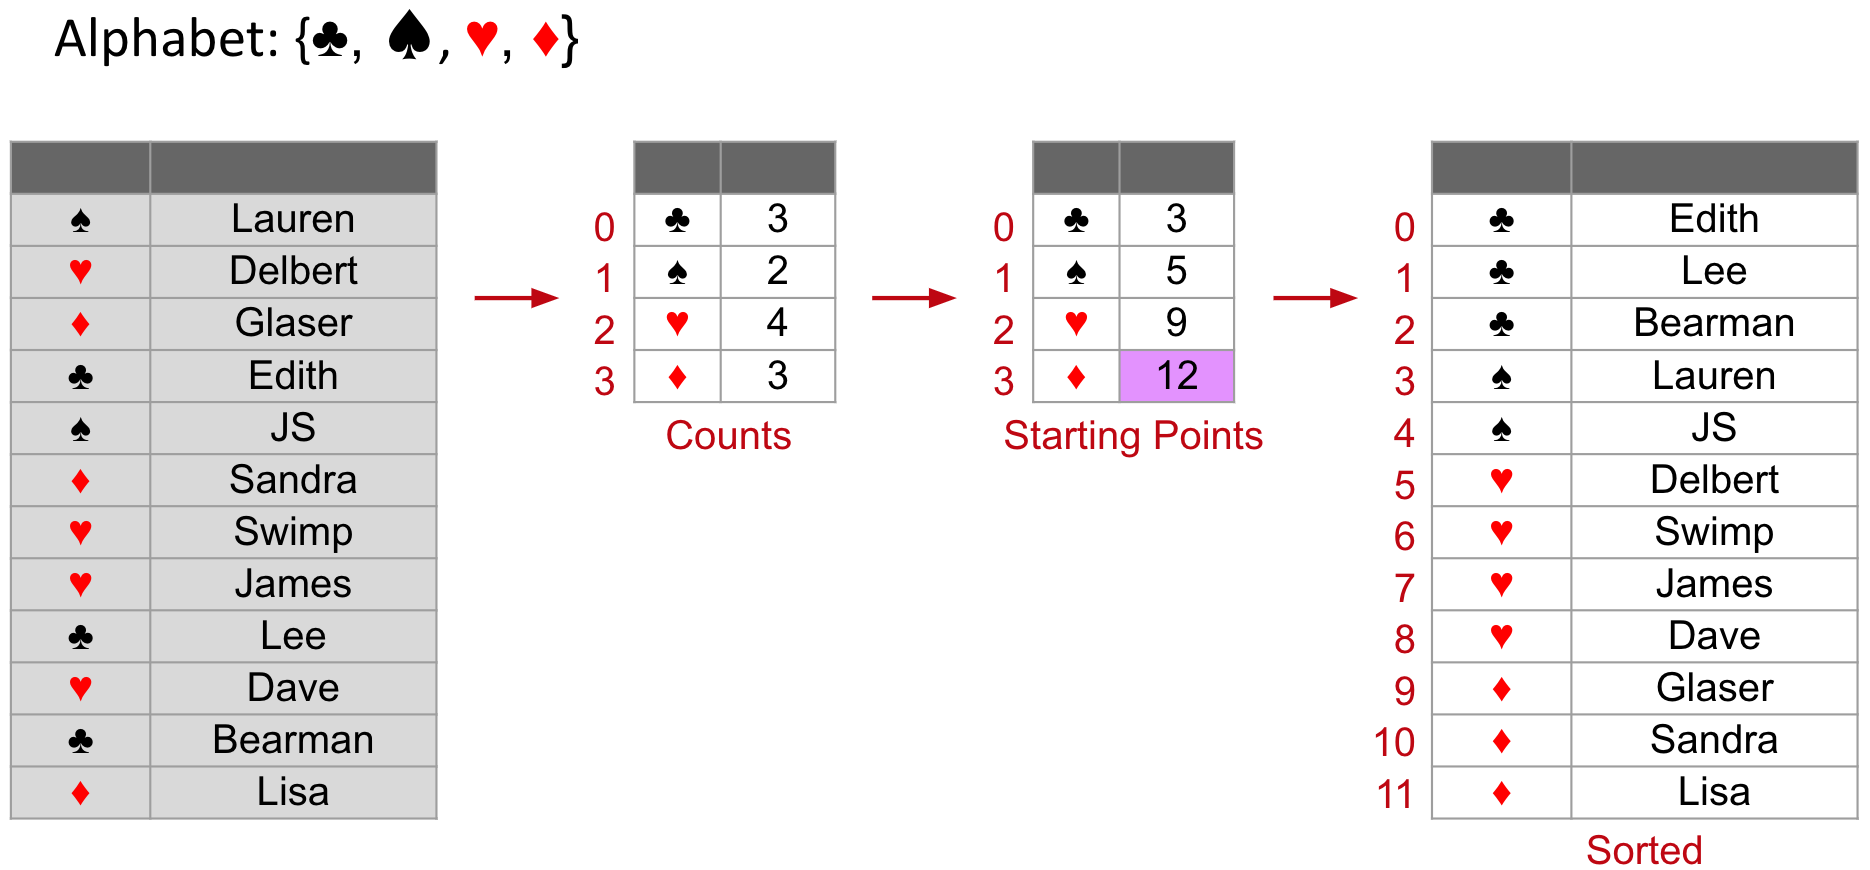 Alphabet: {♣, ♠, ♥, ♦}
♠ Lauren
♥ Delbert
♦ Glaser
♣ Edith
♠ JS
♦ Sandra
♥ Swimp
♥ James
♣ Lee
♥ Dave
♣ Bearman
♦ Lisa
0 ♣ 3
1 ♠ 2
2 ♥ 4
3 ♦ 3
Counts
0 ♣ 3
1 ♠ 5
2 ♥ 9
3 ♦ 12
Starting Points
0 ♣ Edith
1 ♣ Lee
2 ♣ Bearman
3 ♠ Lauren
4 ♠ JS
5 ♥ Delbert
6 ♥ Swimp
7 ♥ James
8 ♥ Dave
9 ♦ Glaser
10 ♦ Sandra
11 ♦ Lisa
Sorted